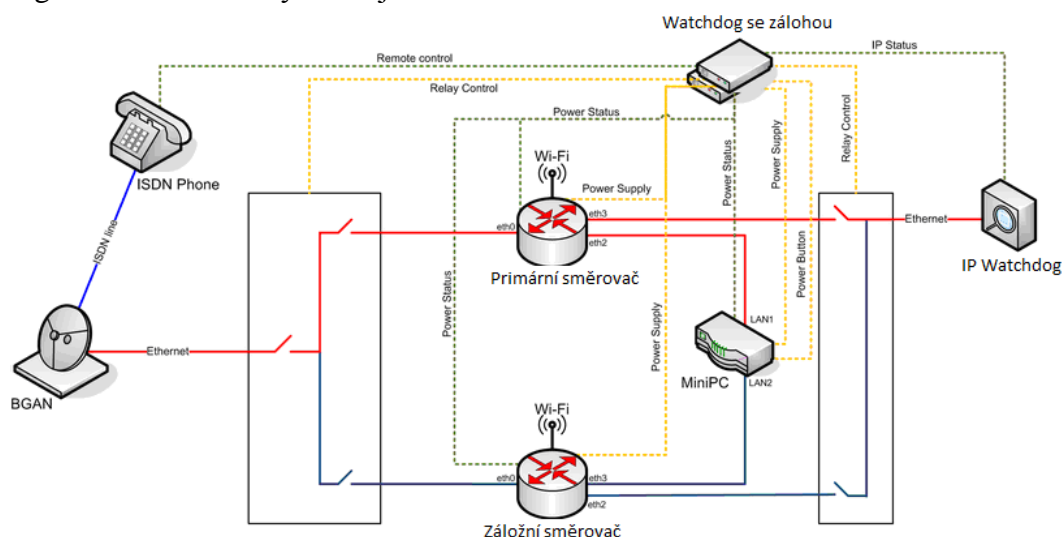 Watchdog se zálohou
IP Status
Remote control
Relay Control
Power Status
Wi-Fi
Power Supply
Power Status
Power Supply
Power Button
Relay Control
ISDN Phone
ISDN line
eth0
eth3
eth2
Ethernet
Primární směrovač
IP Watchdog
Power Status
Power Supply
LAN1
Ethernet
MiniPC
LAN2
BGAN
Wi-Fi
eth0
eth3
eth2
Záložní směrovač